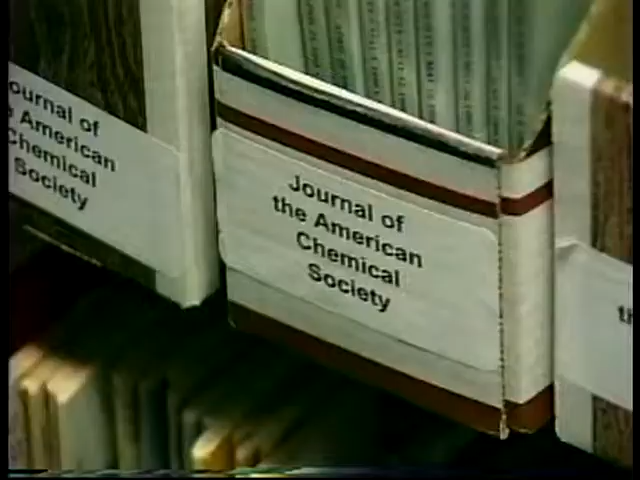 ournal of
American
Chemical
Society
Journal of
the American
Chemical
Society